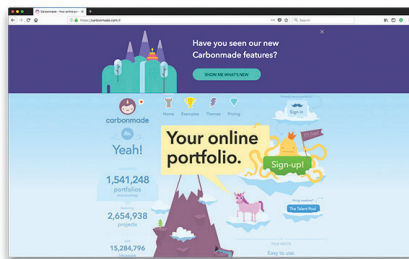 Carbonmade - Your online po
https://carbonmade.com
Search
Have you seen our new
Carbonmade features?
SHOW ME WHAT'S NEW
carbonmade
Home
Examples
Themes
Pricing
Sign in
Yeah!
Your online
portfolio.
Sign-up!
1,541,248
portfolios
2,654,938
projects
The Talent Pool
15,284,796
Easy to use.